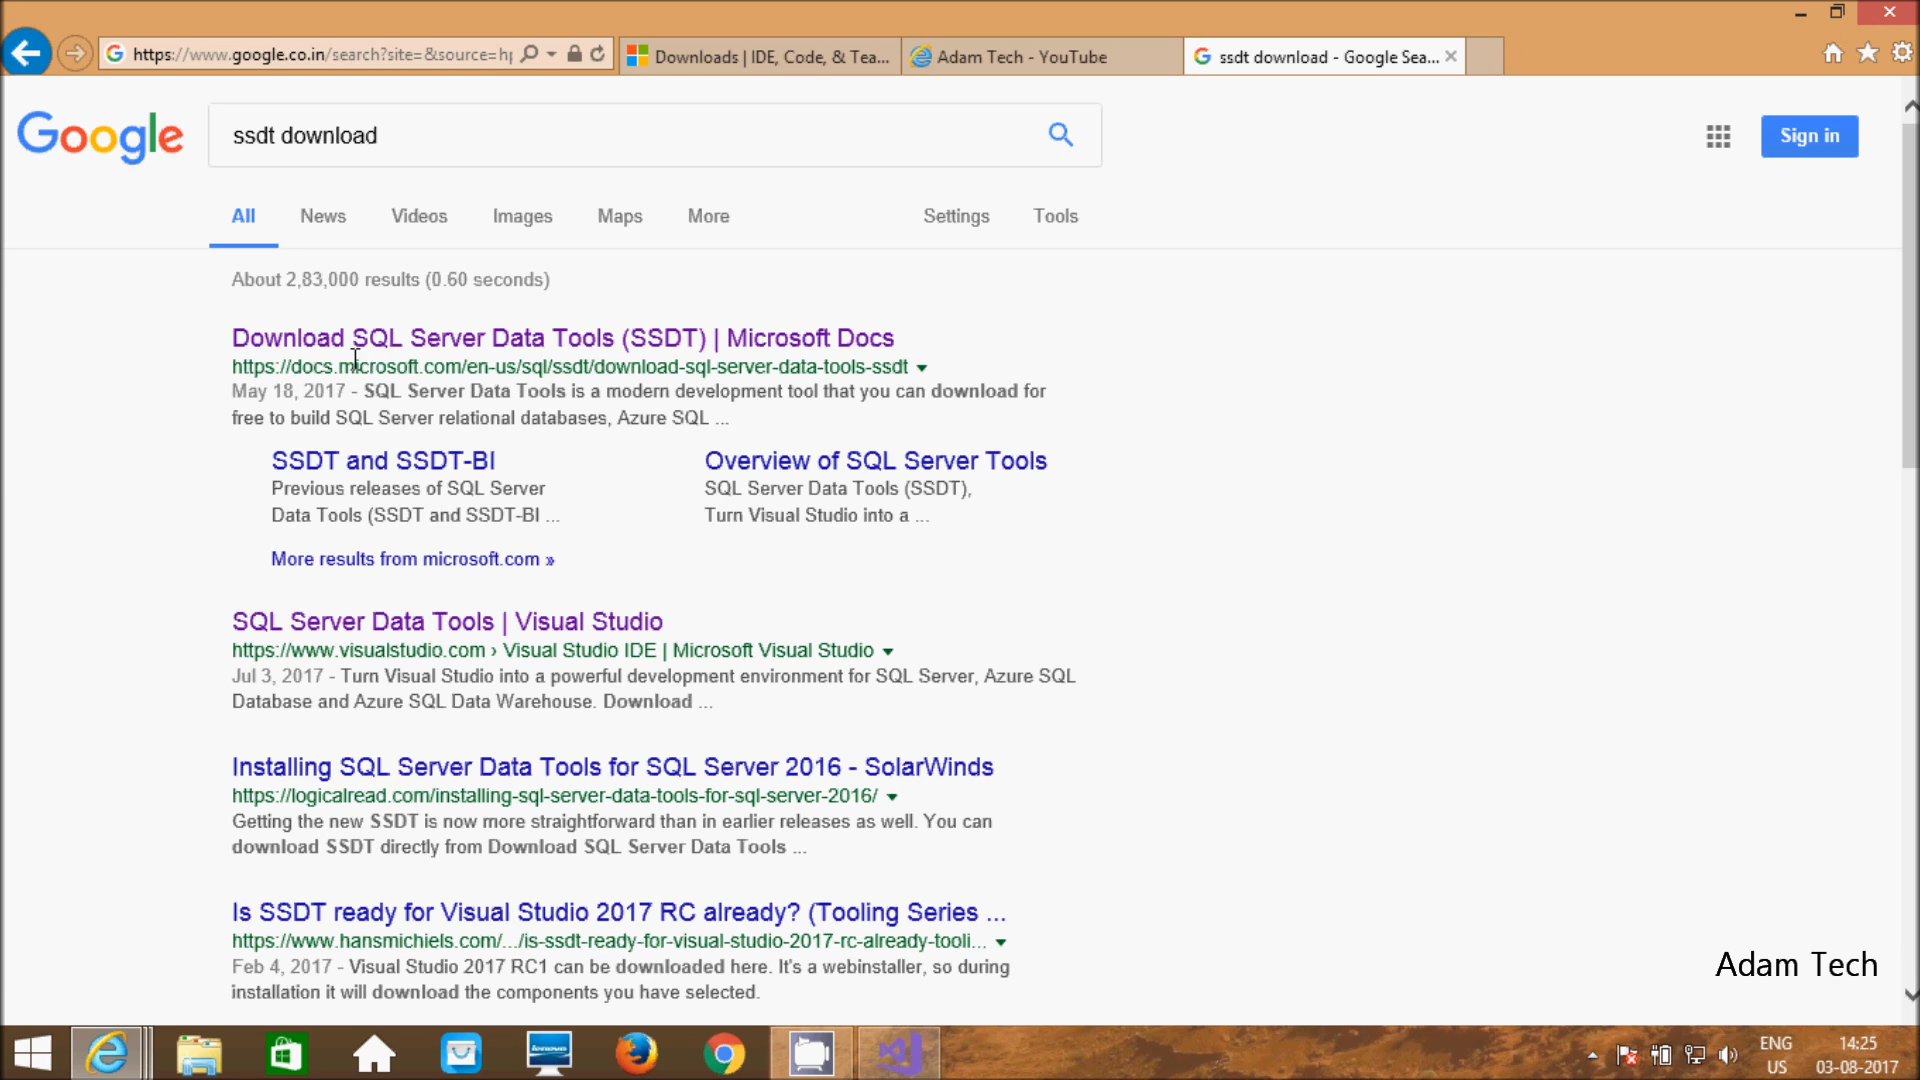 https://www.google.co.in/search?site=&source=hp
Downloads | IDE, Code, & Tea...
Adam Tech - YouTube
ssdt download - Google Sea...
Google
ssdt download
Sign in
All
News
Videos
Images
Maps
More
Settings
Tools
About 2,83,000 results (0.60 seconds)
Download SQL Server Data Tools (SSDT) | Microsoft Docs
https://docs.microsoft.com/en-us/sql/ssdt/download-sql-server-data-tools-ssdt
May 18, 2017 - SQL Server Data Tools is a modern development tool that you can download for
free to build SQL Server relational databases, Azure SQL ...
SSDT and SSDT-BI
Previous releases of SQL Server
Data Tools (SSDT and SSDT-BI ...
Overview of SQL Server Tools
SQL Server Data Tools (SSDT),
Turn Visual Studio into a ...
More results from microsoft.com »
SQL Server Data Tools | Visual Studio
https://www.visualstudio.com › Visual Studio IDE | Microsoft Visual Studio
Jul 3, 2017 - Turn Visual Studio into a powerful development environment for SQL Server, Azure SQL
Database and Azure SQL Data Warehouse. Download ...
Installing SQL Server Data Tools for SQL Server 2016 - SolarWinds
https://logicalread.com/installing-sql-server-data-tools-for-sql-server-2016/
Getting the new SSDT is now more straightforward than in earlier releases as well. You can
download SSDT directly from Download SQL Server Data Tools ...
Is SSDT ready for Visual Studio 2017 RC already? (Tooling Series ...
https://www.hansmichiels.com/.../is-ssdt-ready-for-visual-studio-2017-rc-already-tooli...
Feb 4, 2017 - Visual Studio 2017 RC1 can be downloaded here. It's a webinstaller, so during
installation it will download the components you have selected.
Adam Tech
ENG
US
14:25
03-08-2017